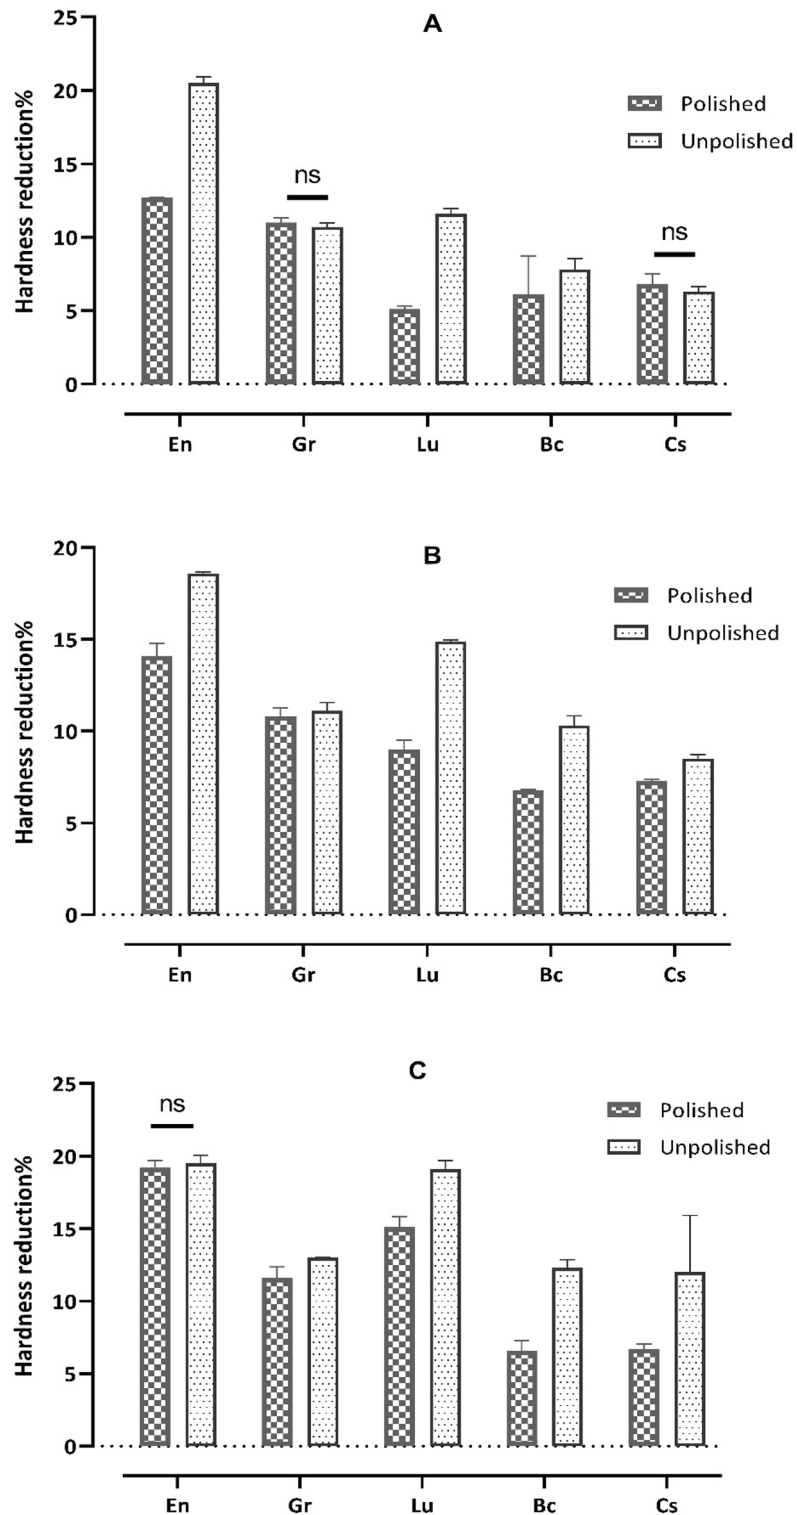 A
Hardness reduction%
25
20
15
10
5
0
Polished
Unpolished
ns
ns
En Gr Lu Bc Cs
B
Hardness reduction%
20
15
10
5
0
Polished
Unpolished
En Gr Lu Bc Cs
C
Hardness reduction%
25
20
15
10
5
0
Polished
Unpolished
ns
En Gr Lu Bc Cs